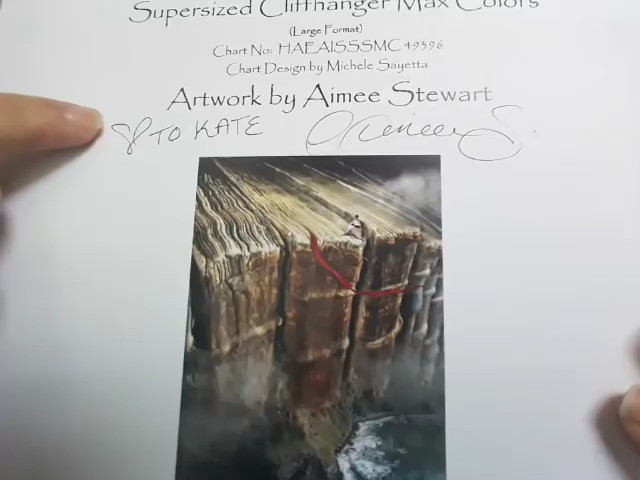 Supersized Cliffhanger Max Colors
(Large Format)
Chart No: HAEAISSSMC 49396
Chart Design by Michele Sayetta
Artwork by Aimee Stewart
TO KATE Aimee S.